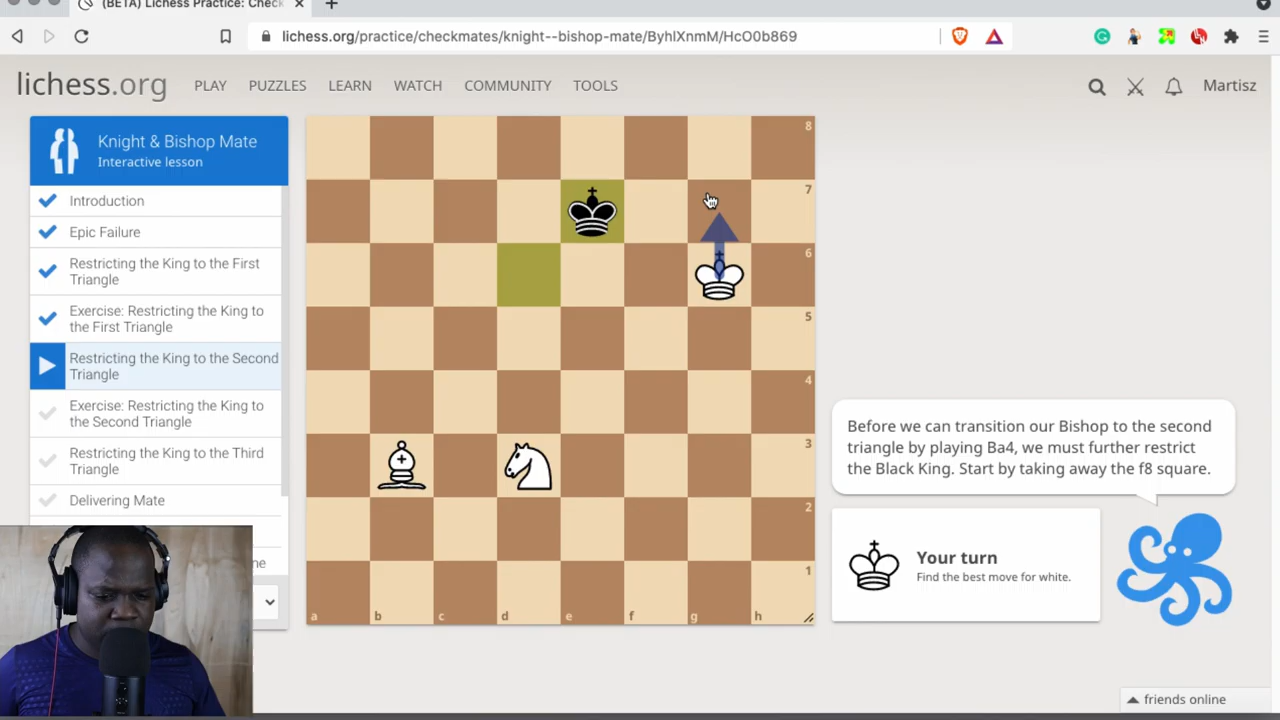 (BETA) Lichess Practice: Chec
lichess.org/practice/checkmates/knight--bishop-mate/ByhlXnmM/HcO0b869
lichess.org
PLAY
PUZZLES
LEARN
WATCH
COMMUNITY
TOOLS
Martisz
Knight & Bishop Mate
Interactive lesson
Introduction
Epic Failure
Restricting the King to the First
Triangle
Exercise: Restricting the King to
the First Triangle
Restricting the King to the Second
Triangle
Exercise: Restricting the King to
the Second Triangle
Restricting the King to the Third
Triangle
Delivering Mate
ne
8
7
6
5
4
3
2
1
a
b
c
d
e
f
g
h
Before we can transition our Bishop to the second
triangle by playing Ba4, we must further restrict
the Black King. Start by taking away the f8 square.
Your turn
Find the best move for white.
friends online